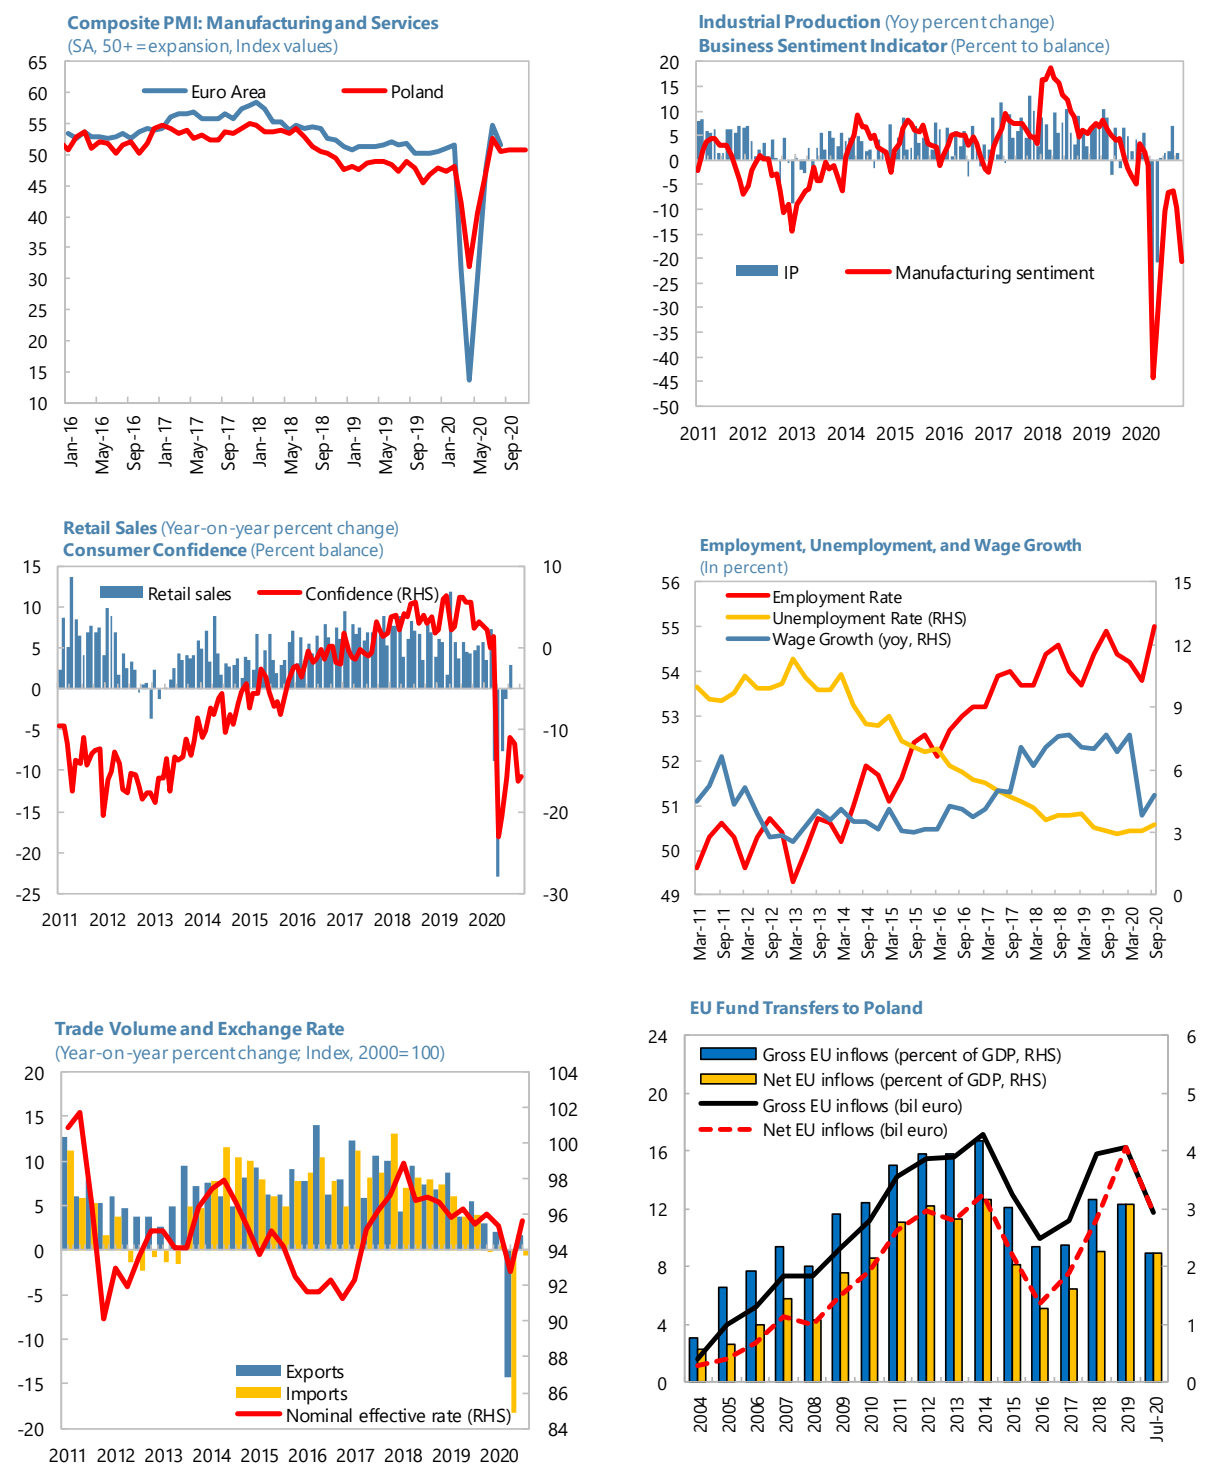 Composite PMI: Manufacturing and Services
(SA, 50+ = expansion, Index values)
65
60
55
50
45
40
35
30
25
20
15
10
Euro Area
Poland
Jan-16
May-16
Sep-16
Jan-17
May-17
Sep-17
Jan-18
May-18
Sep-18
Jan-19
May-19
Sep-19
Jan-20
May-20
Sep-20
Industrial Production (Yoy percent change)
Business Sentiment Indicator (Percent to balance)
20
15
10
5
0
-5
-10
-15
-20
-25
-30
-35
-40
-45
-50
IP
Manufacturing sentiment
2011 2012 2013 2014 2015 2016 2017 2018 2019 2020
Retail Sales (Year-on-year percent change)
Consumer Confidence (Percent balance)
15
10
5
0
-5
-10
-15
-20
-25
Retail sales
Confidence (RHS)
10
0
-10
-20
-30
2011 2012 2013 2014 2015 2016 2017 2018 2019 2020
Employment, Unemployment, and Wage Growth
(In percent)
56
55
54
53
52
51
50
49
Employment Rate
Unemployment Rate (RHS)
Wage Growth (yoy, RHS)
15
12
9
6
3
0
Mar-11
Sep-11
Mar-12
Sep-12
Mar-13
Sep-13
Mar-14
Sep-14
Mar-15
Sep-15
Mar-16
Sep-16
Mar-17
Sep-17
Mar-18
Sep-18
Mar-19
Sep-19
Mar-20
Sep-20
Trade Volume and Exchange Rate
(Year-on-year percent change; Index, 2000=100)
20
15
10
5
0
-5
-10
-15
-20
Exports
Imports
Nominal effective rate (RHS)
104
102
100
98
96
94
92
90
88
86
84
2011 2012 2013 2014 2015 2016 2017 2018 2019 2020
EU Fund Transfers to Poland
24
20
16
12
8
4
0
Gross EU inflows (percent of GDP, RHS)
Net EU inflows (percent of GDP, RHS)
Gross EU inflows (bil euro)
Net EU inflows (bil euro)
6
5
4
3
2
1
0
2004
2005
2006
2007
2008
2009
2010
2011
2012
2013
2014
2015
2016
2017
2018
2019
Jul-20